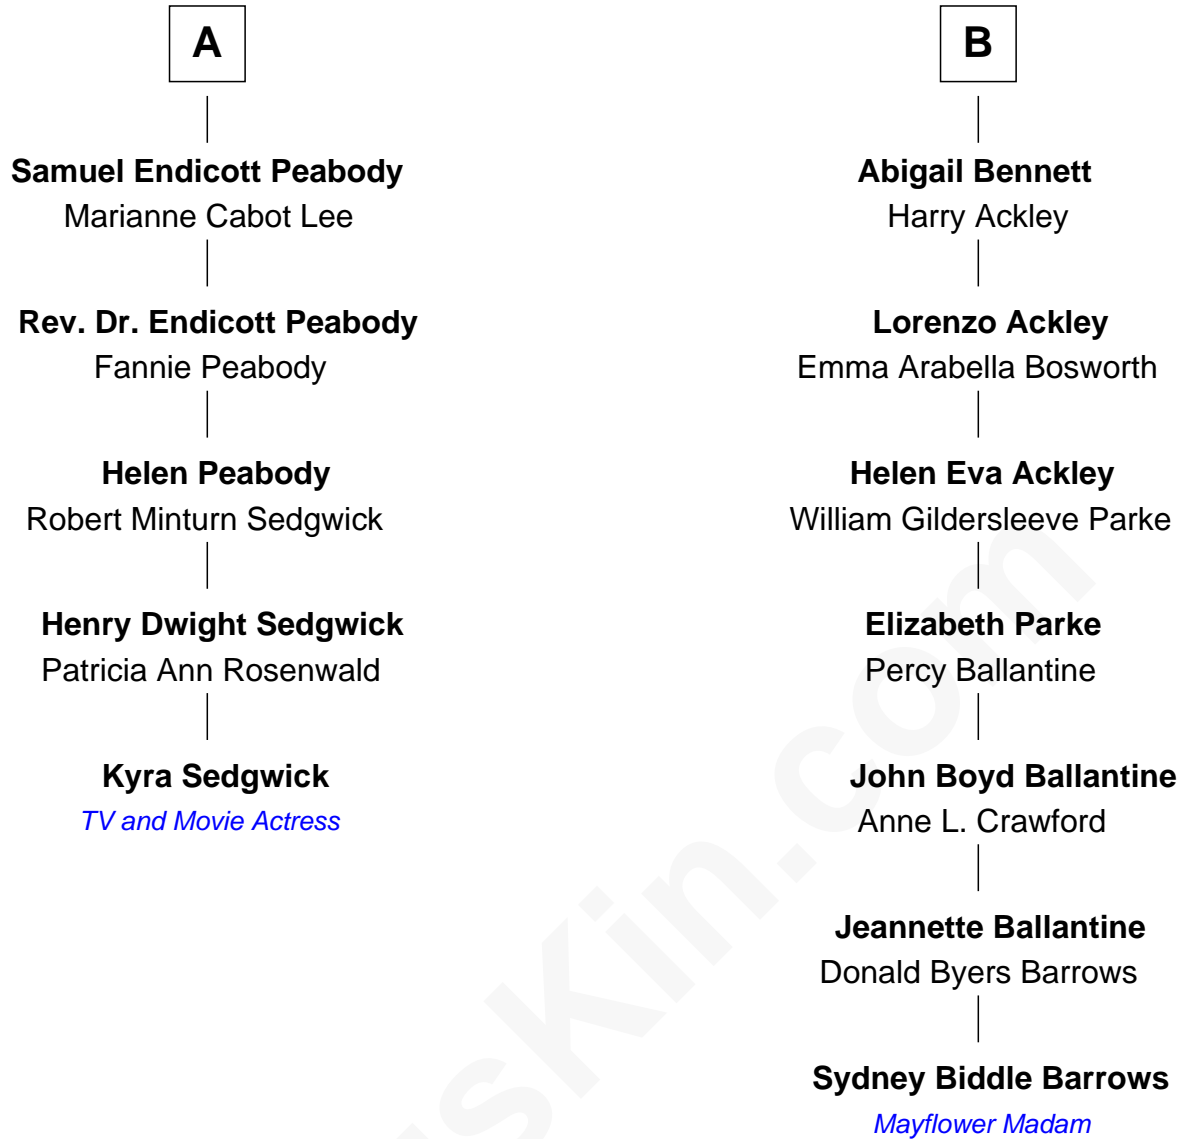 A
Samuel Endicott Peabody
Marianne Cabot Lee
Rev. Dr. Endicott Peabody
Fannie Peabody
Helen Peabody
Robert Minturn Sedgwick
Henry Dwight Sedgwick
Patricia Ann Rosenwald
Kyra Sedgwick
TV and Movie Actress
B
Abigail Bennett
Harry Ackley
Lorenzo Ackley
Emma Arabella Bosworth
Helen Eva Ackley
William Gildersleeve Parke
Elizabeth Parke
Percy Ballantine
John Boyd Ballantine
Anne L. Crawford
Jeannette Ballantine
Donald Byers Barrows
Sydney Biddle Barrows
Mayflower Madam
sKin.com